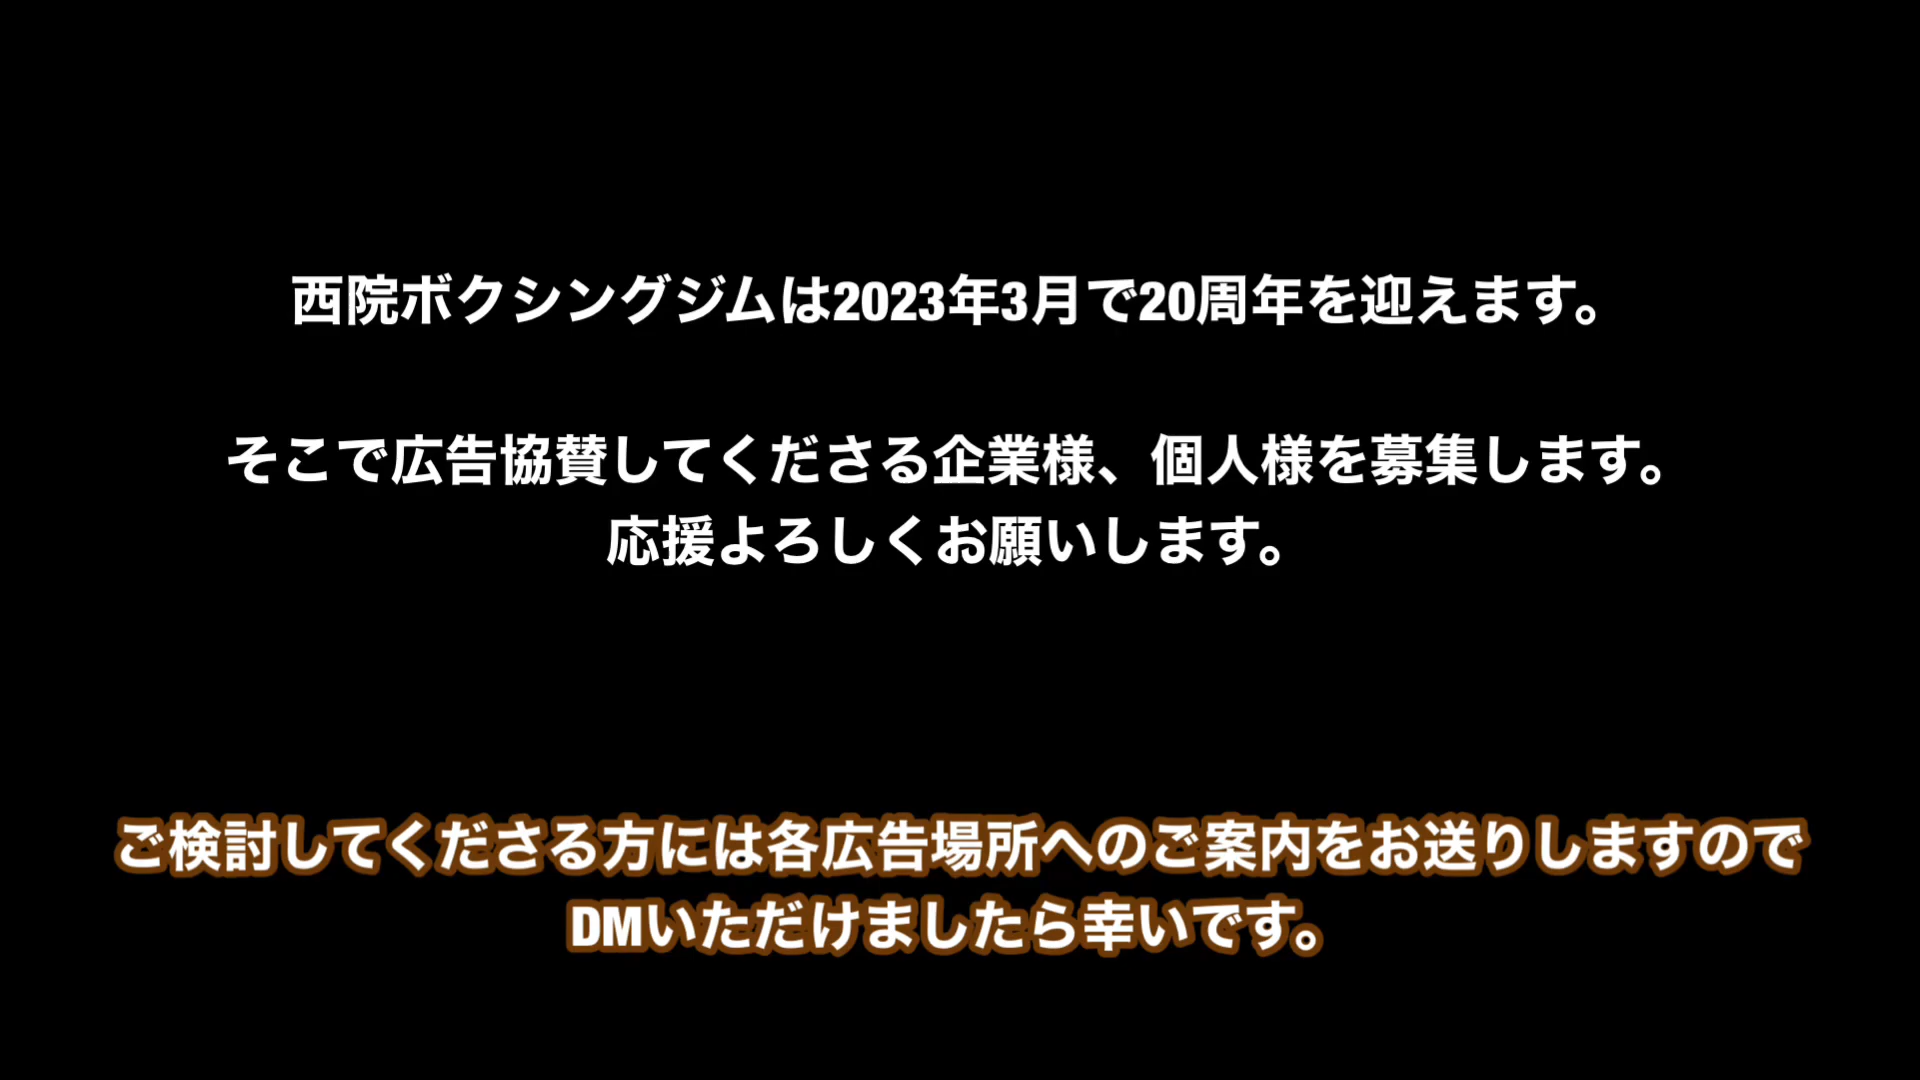 西院ボクシングジムは2023年3月で20周年を迎えます。
そこで広告協賛してくださる企業様、個人様を募集します。
応援よろしくお願いします。
ご検討してくださる方には各広告場所へのご案内をお送りしますので
DMいただけましたら幸いです。